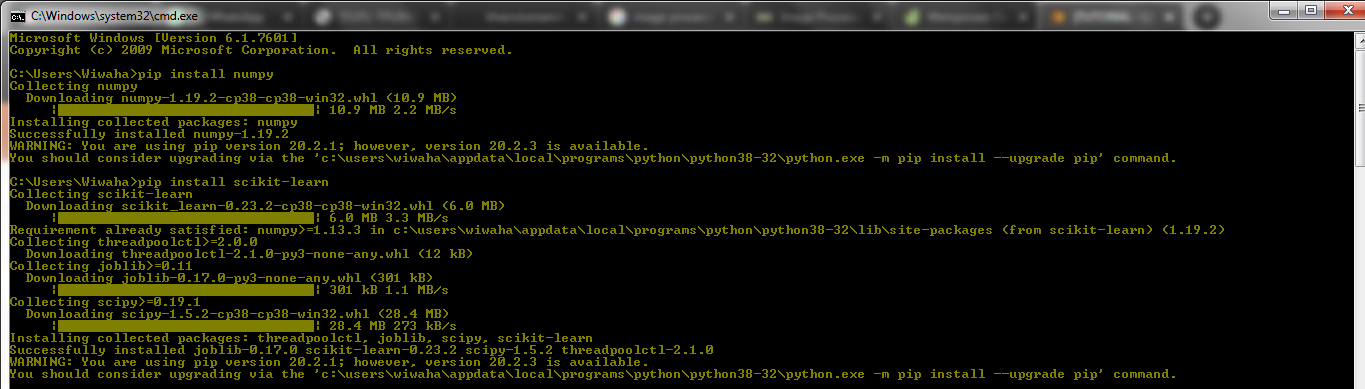 C:\Windows\system32\cmd.exe
Microsoft Windows [Version 6.1.7601]
Copyright (c) 2009 Microsoft Corporation.  All rights reserved.
C:\Users\Wiwaha>pip install numpy
Collecting numpy
Downloading numpy-1.19.2-cp38-cp38-win32.whl (10.9 MB)
10.9 MB 2.2 MB/s
Installing collected packages: numpy
Successfully installed numpy-1.19.2
WARNING: You are using pip version 20.2.1; however, version 20.2.3 is available.
You should consider upgrading via the 'c:\users\wiwaha\appdata\local\programs\python\python38-32\python.exe -m pip install --upgrade pip' command.
C:\Users\Wiwaha>pip install scikit-learn
Collecting scikit-learn
Downloading scikit_learn-0.23.2-cp38-cp38-win32.whl (6.0 MB)
6.0 MB 3.3 MB/s
Requirement already satisfied: numpy>=1.13.3 in c:\users\wiwaha\appdata\local\programs\python\python38-32\lib\site-packages (from scikit-learn) (1.19.2)
Collecting threadpoolctl>=2.0.0
Downloading threadpoolctl-2.1.0-py3-none-any.whl (12 kB)
Collecting joblib>=0.11
Downloading joblib-0.17.0-py3-none-any.whl (301 kB)
301 kB 1.1 MB/s
Collecting scipy>=0.19.1
Downloading scipy-1.5.2-cp38-cp38-win32.whl (28.4 MB)
28.4 MB 273 kB/s
Installing collected packages: threadpoolctl, joblib, scipy, scikit-learn
Successfully installed joblib-0.17.0 scikit-learn-0.23.2 scipy-1.5.2 threadpoolctl-2.1.0
WARNING: You are using pip version 20.2.1; however, version 20.2.3 is available.
You should consider upgrading via the 'c:\users\wiwaha\appdata\local\programs\python\python38-32\python.exe -m pip install --upgrade pip' command.